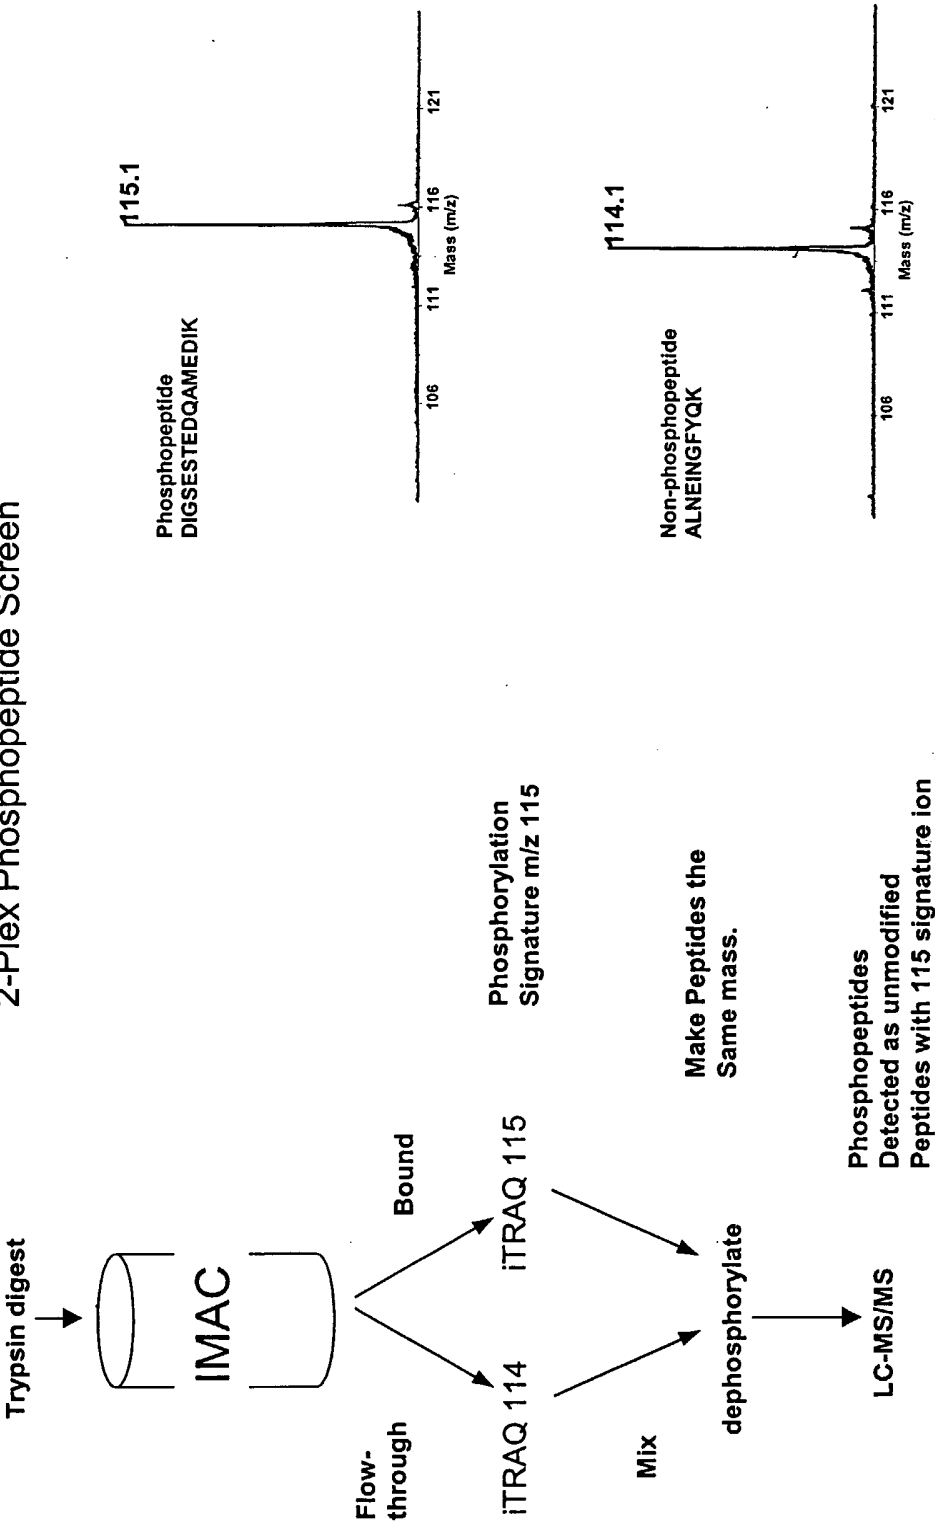 2-Plex Phosphopeptide Screen
Trypsin digest
IMAC
Flow-
through
Bound
iTRAQ 114
iTRAQ 115
Phosphorylation
Signature m/z 115
Mix
dephosphorylate
Make Peptides the
Same mass.
LC-MS/MS
Phosphopeptides
Detected as unmodified
Peptides with 115 signature ion
Phosphopeptide
DIGSESTEDQAMEDIK
115.1
106
111
116
121
Mass (m/z)
Non-phosphopeptide
ALNEINGFYQK
114.1
106
111
116
121
Mass (m/z)